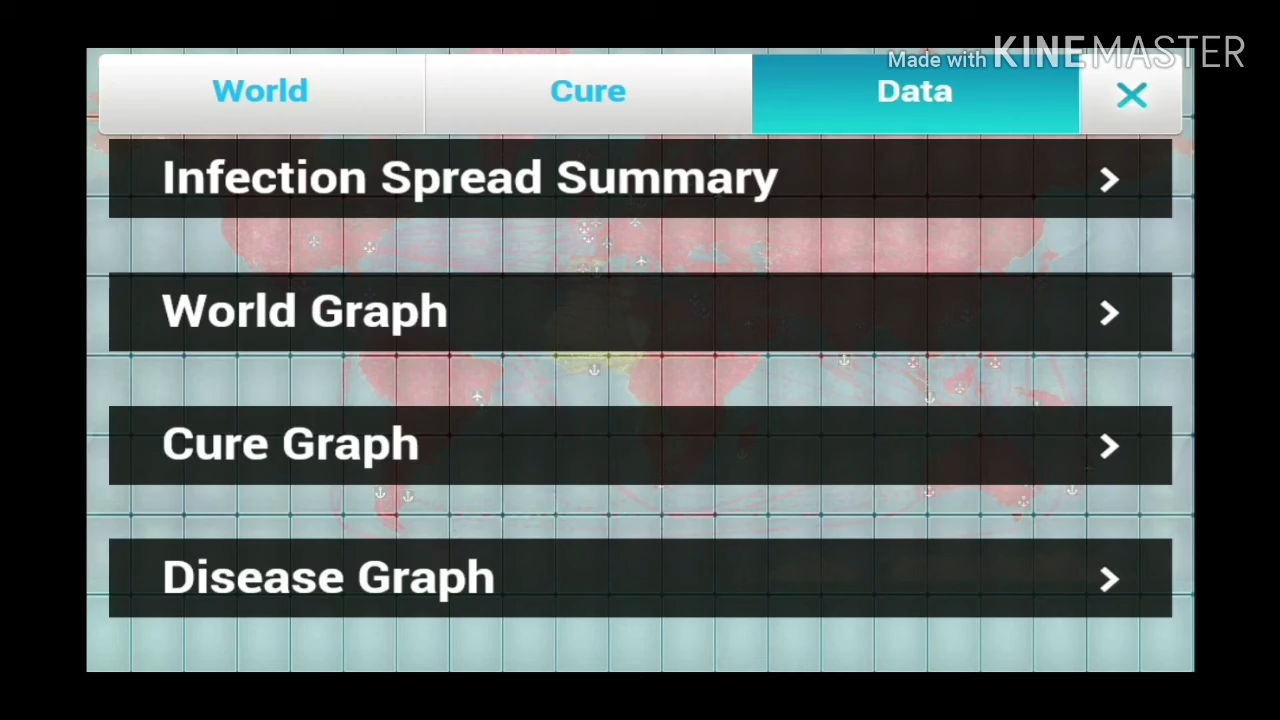 Made with KINEMASTER
World Cure Data
Infection Spread Summary
World Graph
Cure Graph
Disease Graph